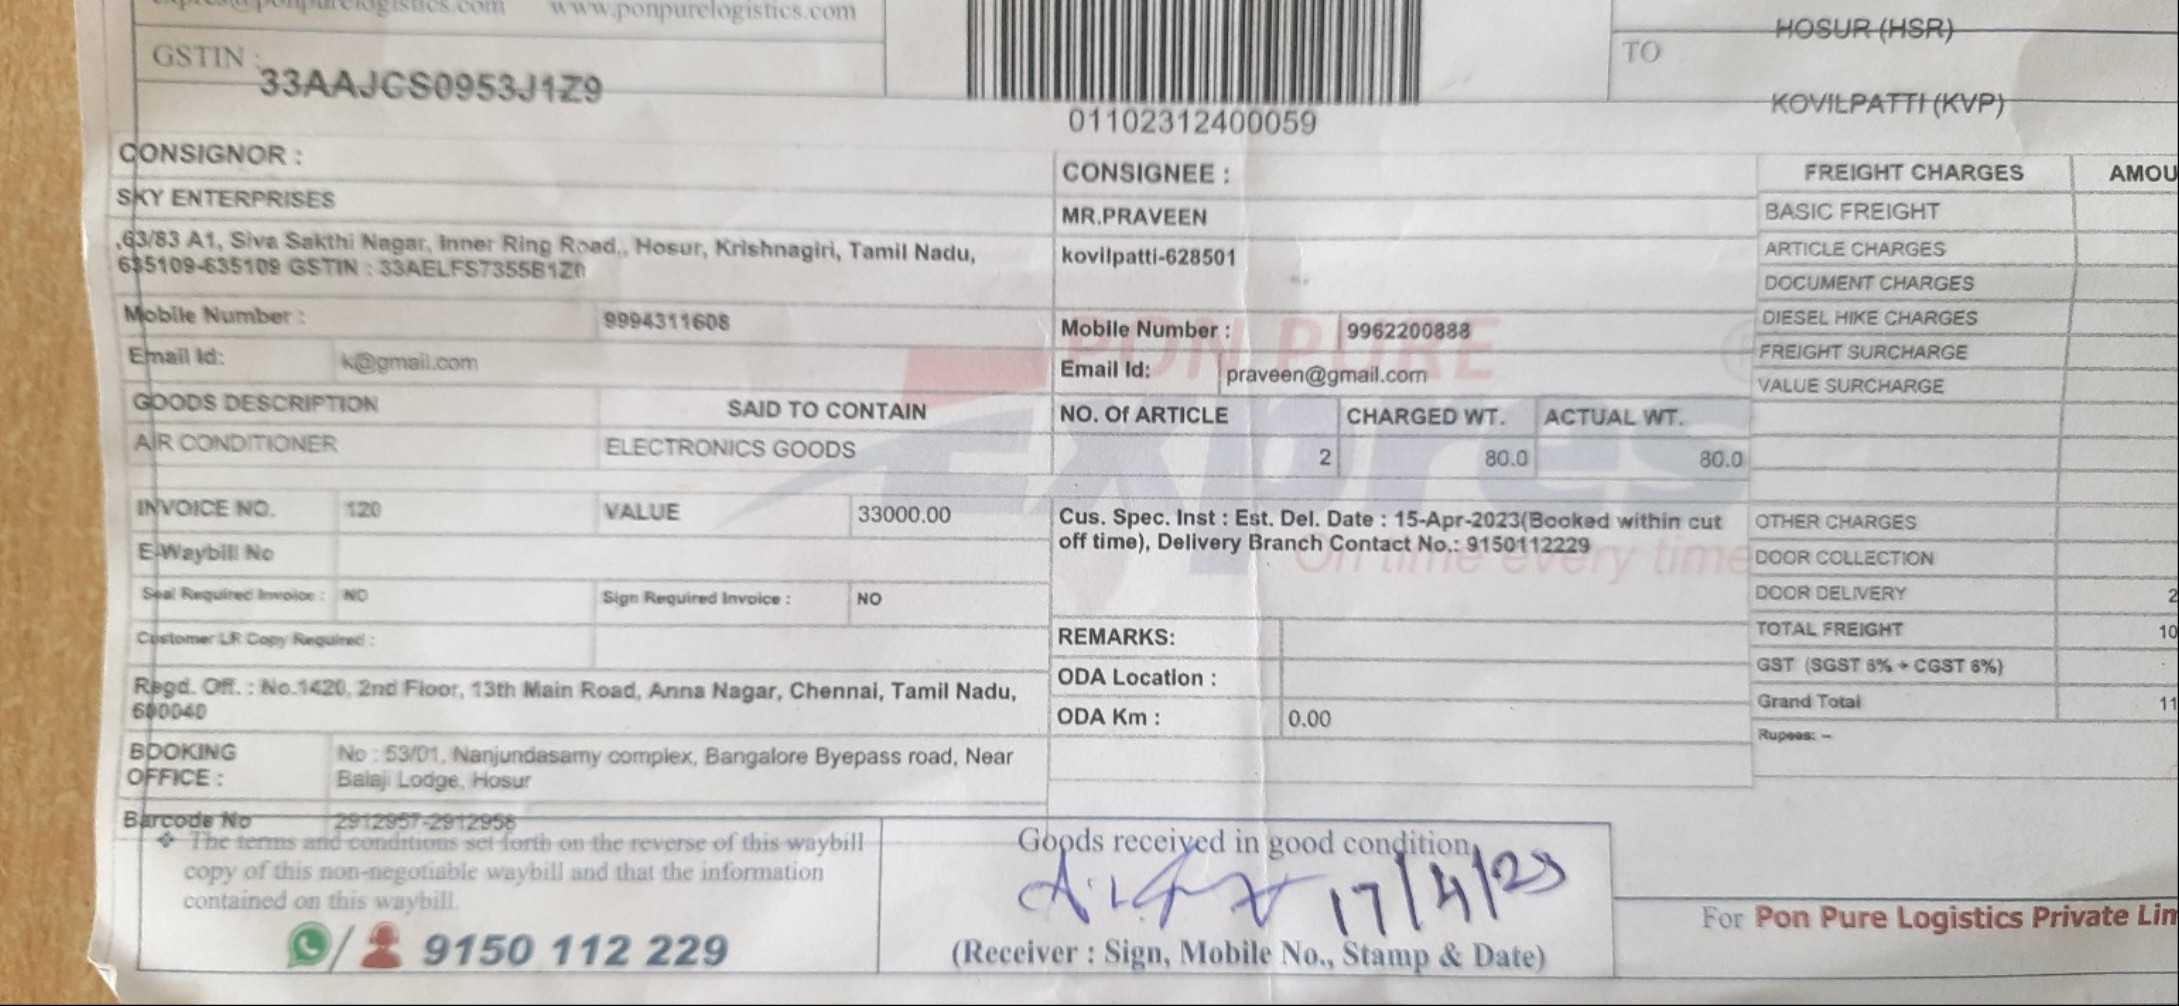 www.ponpurelogistics.com
GSTIN :
33AAJCS0953J1Z9
01102312400059
HOSUR (HSR)
TO
KOVILPATTI (KVP)
CONSIGNOR :
SKY ENTERPRISES
,63/83 A1, Siva Sakthi Nagar, Inner Ring Road,, Hosur, Krishnagiri, Tamil Nadu,
635109-635109 GSTIN : 33AELFS7355B1Z0
Mobile Number : 9994311608
Email Id: k@gmail.com
GOODS DESCRIPTION SAID TO CONTAIN
AIR CONDITIONER ELECTRONICS GOODS
INVOICE NO. 120 VALUE 33000.00
E-Waybill No
Seal Required Invoice : NO Sign Required Invoice : NO
Customer LR Copy Required :
Regd. Off. : No.1420, 2nd Floor, 13th Main Road, Anna Nagar, Chennai, Tamil Nadu,
600040
BOOKING OFFICE : No : 53/01, Nanjundasamy complex, Bangalore Byepass road, Near
Balaji Lodge, Hosur
Barcode No 2912957-2912958
CONSIGNEE :
MR.PRAVEEN
kovilpatti-628501
Mobile Number : 9962200888
Email Id: praveen@gmail.com
NO. Of ARTICLE CHARGED WT. ACTUAL WT.
2 80.0 80.0
Cus. Spec. Inst : Est. Del. Date : 15-Apr-2023(Booked within cut
off time), Delivery Branch Contact No.: 9150112229
REMARKS:
ODA Location :
ODA Km : 0.00
PON PURE
Expres
On time every time
FREIGHT CHARGES AMOU
BASIC FREIGHT
ARTICLE CHARGES
DOCUMENT CHARGES
DIESEL HIKE CHARGES
FREIGHT SURCHARGE
VALUE SURCHARGE
OTHER CHARGES
DOOR COLLECTION
DOOR DELIVERY 2
TOTAL FREIGHT 10
GST (SGST 6% + CGST 6%)
Grand Total 11
Rupees: --
❖ The terms and conditions set forth on the reverse of this waybill
copy of this non-negotiable waybill and that the information
contained on this waybill.
9150 112 229
Goods received in good condition
17/4/23
(Receiver : Sign, Mobile No., Stamp & Date)
For Pon Pure Logistics Private Lim